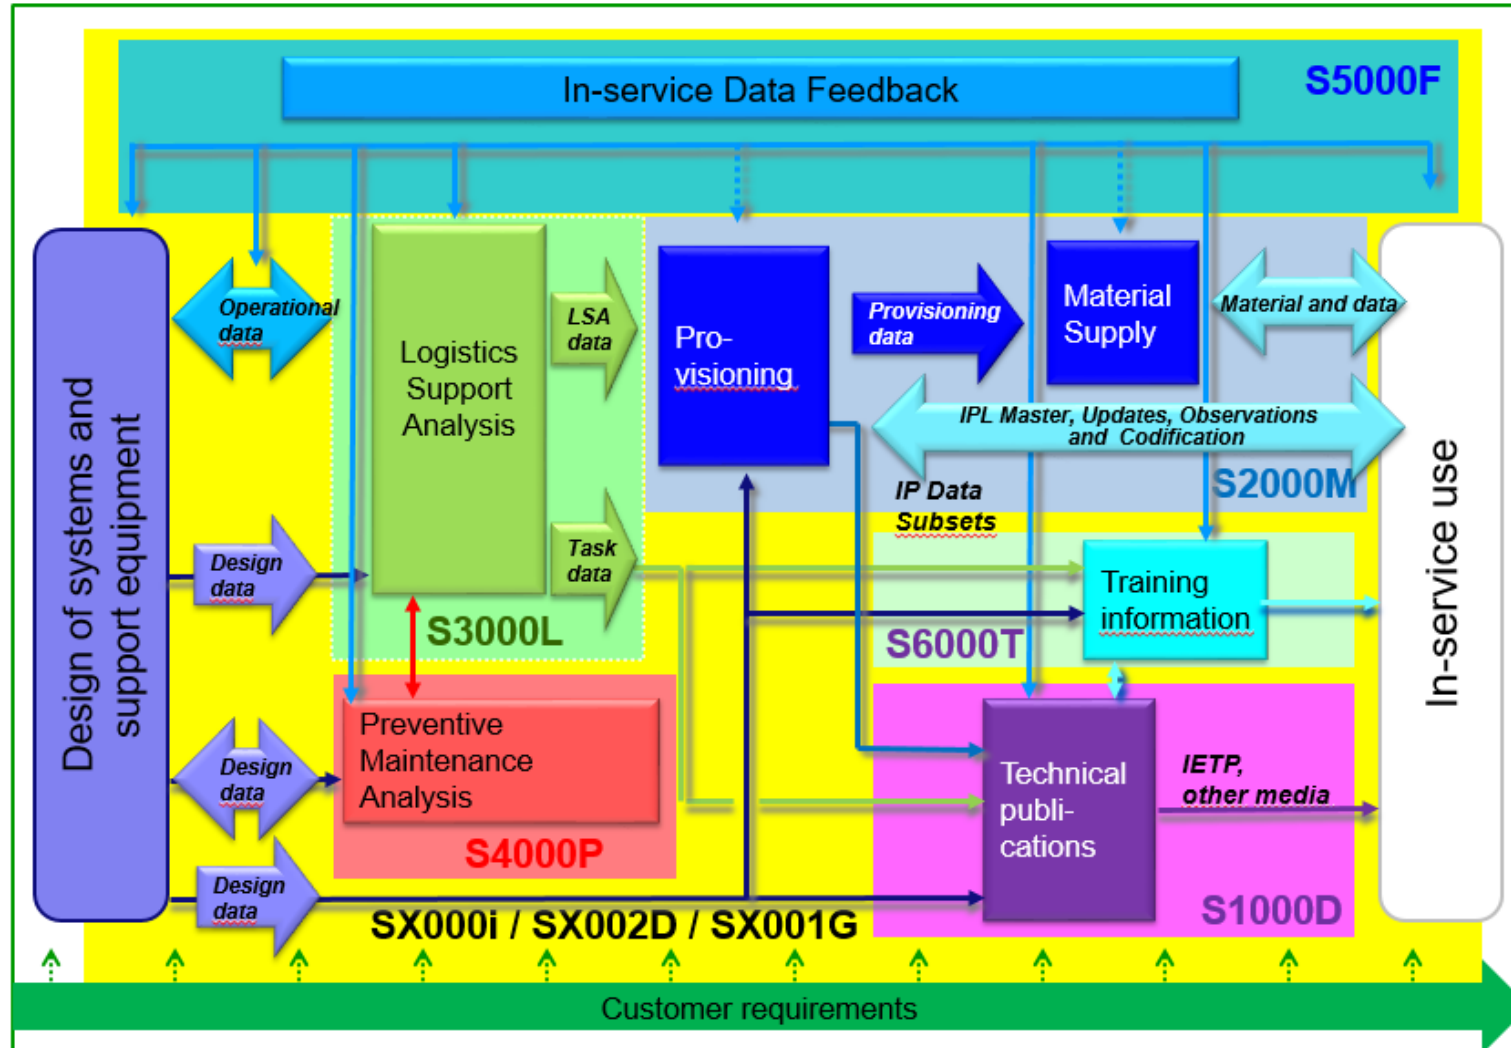 In-service Data Feedback
S5000F
Design of systems and
support equipment
Operational
data
Logistics
Support
Analysis
LSA
data
Pro-
visioning
Provisioning
data
Material
Supply
Material and data
IPL Master, Updates, Observations
and Codification
S2000M
IP Data
Subsets
In-service use
Design
data
Task
data
S3000L
Training
information
S6000T
Preventive
Maintenance
Analysis
S4000P
Design
data
Technical
publi-
cations
IETP,
other media
S1000D
Design
data
SX000i / SX002D / SX001G
Customer requirements